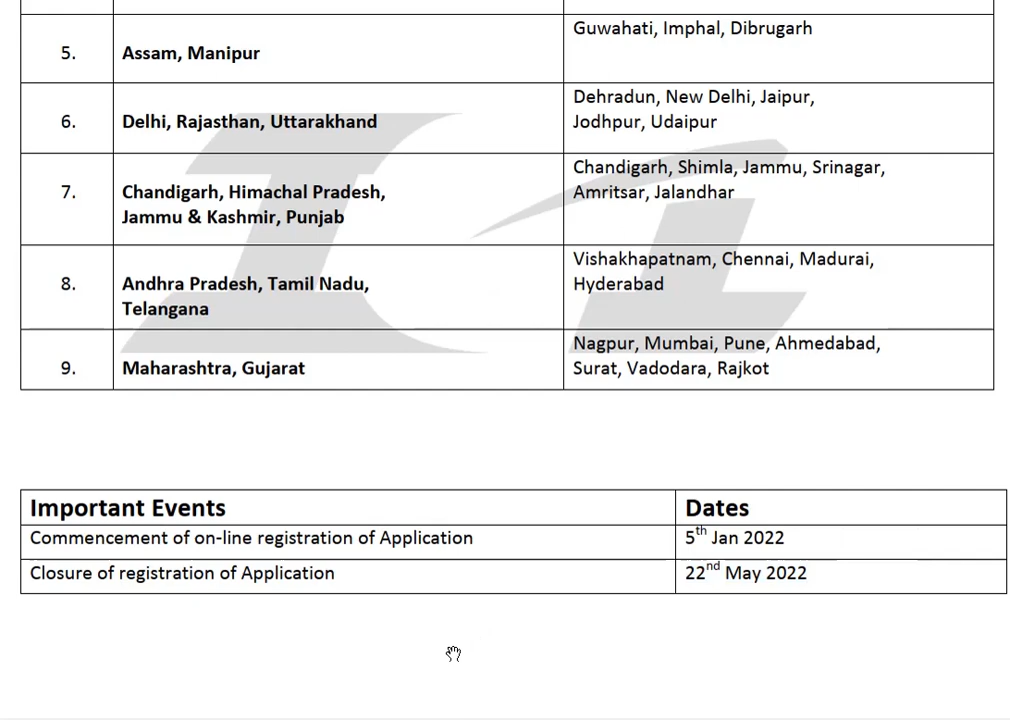 Guwahati, Imphal, Dibrugarh
5.
Assam, Manipur
Dehradun, New Delhi, Jaipur,
6.
Delhi, Rajasthan, Uttarakhand
Jodhpur, Udaipur
Chandigarh, Shimla, Jammu, Srinagar,
7.
Chandigarh, Himachal Pradesh,
Amritsar, Jalandhar
Jammu & Kashmir, Punjab
Vishakhapatnam, Chennai, Madurai,
8.
Andhra Pradesh, Tamil Nadu,
Hyderabad
Telangana
Nagpur, Mumbai, Pune, Ahmedabad,
9.
Maharashtra, Gujarat
Surat, Vadodara, Rajkot
Important Events
Dates
Commencement of on-line registration of Application
5th Jan 2022
Closure of registration of Application
22nd May 2022